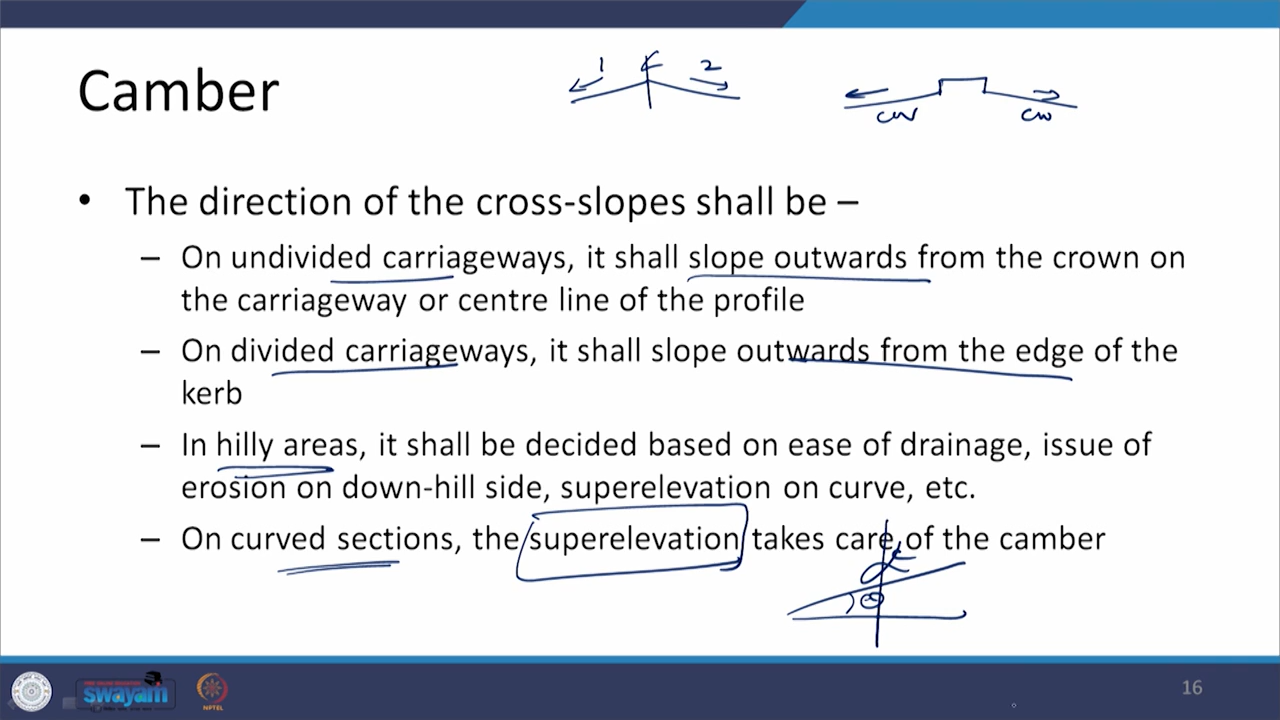 Camber
1 2
CW CW
• The direction of the cross-slopes shall be –
– On undivided carriageways, it shall slope outwards from the crown on
the carriageway or centre line of the profile
– On divided carriageways, it shall slope outwards from the edge of the
kerb
– In hilly areas, it shall be decided based on ease of drainage, issue of
erosion on down-hill side, superelevation on curve, etc.
– On curved sections, the superelevation takes care of the camber
θ
swayam
NPTEL
16